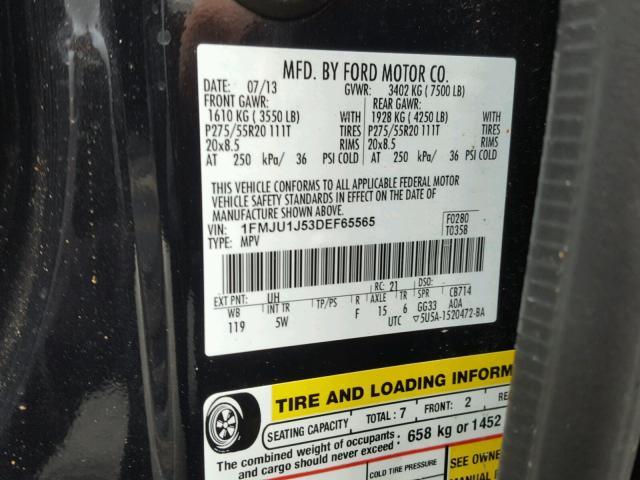 MFD. BY FORD MOTOR CO.
DATE: 07/13 GVWR: 3402 KG ( 7500 LB)
FRONT GAWR: REAR GAWR:
1610 KG ( 3550 LB) WITH 1928 KG ( 4250 LB) WITH
P275/55R20 111T TIRES P275/55R20 111T TIRES
20x8.5 RIMS 20x8.5 RIMS
AT 250 kPa/ 36 PSI COLD AT 250 kPa/ 36 PSI COLD
THIS VEHICLE CONFORMS TO ALL APPLICABLE FEDERAL MOTOR
VEHICLE SAFETY STANDARDS IN EFFECT ON THE DATE OF
MANUFACTURE SHOWN ABOVE.
VIN: 1FMJU1J53DEF65565 F0280
TYPE: MPV T0358
EXT PNT: UH RC: 21 DSO:
WB INT TR TP/PS R AXLE TR SPR CB714
119 5W F 15 6 GG33 AOA
UTC ▽5U5A-1520472-BA
TIRE AND LOADING INFORM
SEATING CAPACITY TOTAL: 7 FRONT: 2 RE
The combined weight of occupants
and cargo should never exceed: 658 kg or 1452
COLD TIRE PRESSURE SEE OWNE
MANUAL F